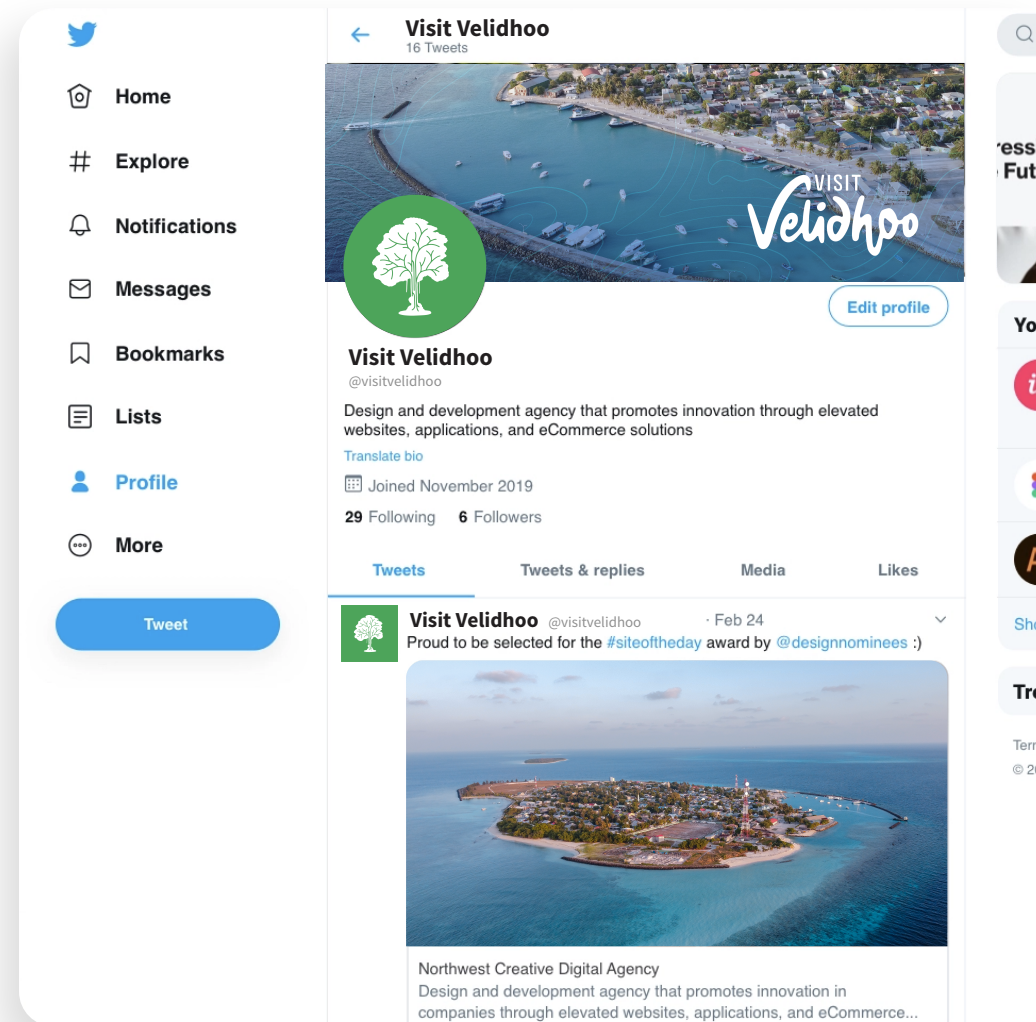 Visit Velidhoo
16 Tweets
Home
Explore
Notifications
Messages
Bookmarks
Lists
Profile
More
Tweet
VISIT
Velidhoo
Edit profile
Visit Velidhoo
@visitvelidhoo
Design and development agency that promotes innovation through elevated
websites, applications, and eCommerce solutions
Translate bio
Joined November 2019
29 Following 6 Followers
Tweets Tweets & replies Media Likes
Visit Velidhoo @visitvelidhoo · Feb 24
Proud to be selected for the #siteoftheday award by @designnominees :)
Northwest Creative Digital Agency
Design and development agency that promotes innovation in
companies through elevated websites, applications, and eCommerce...